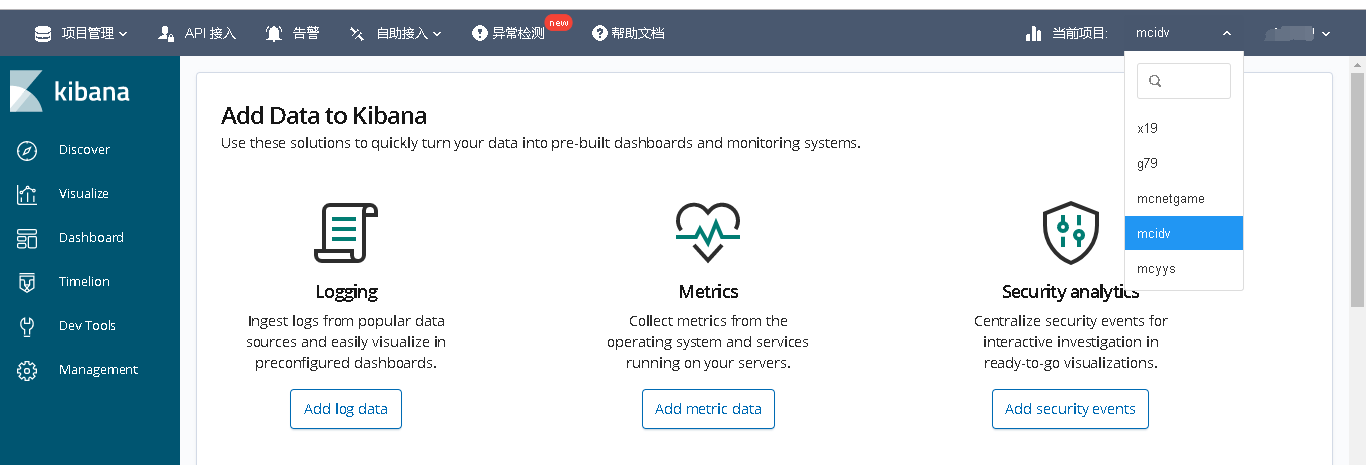 项目管理 API 接入 告警 自助接入 异常检测 new 帮助文档 当前项目: mcidv
kibana
Discover
Visualize
Dashboard
Timelion
Dev Tools
Management
Add Data to Kibana
Use these solutions to quickly turn your data into pre-built dashboards and monitoring systems.
Logging
Ingest logs from popular data
sources and easily visualize in
preconfigured dashboards.
Add log data
Metrics
Collect metrics from the
operating system and services
running on your servers.
Add metric data
Security analytics
Centralize security events for
interactive investigation in
ready-to-go visualizations.
Add security events
x19
g79
mcnetgame
mcidv
mcyys